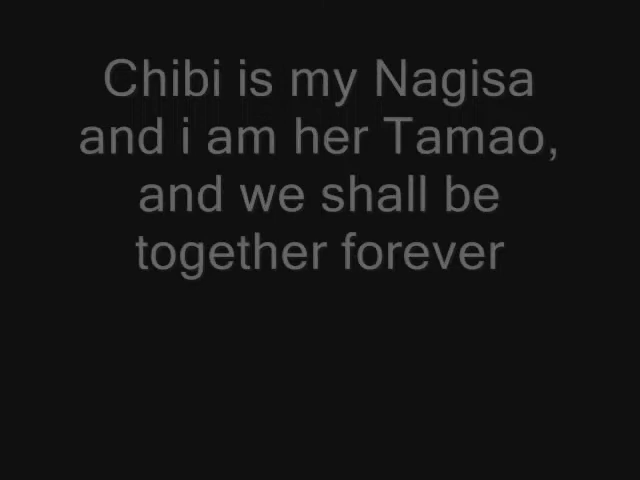 Chibi is my Nagisa
and i am her Tamao,
and we shall be
together forever